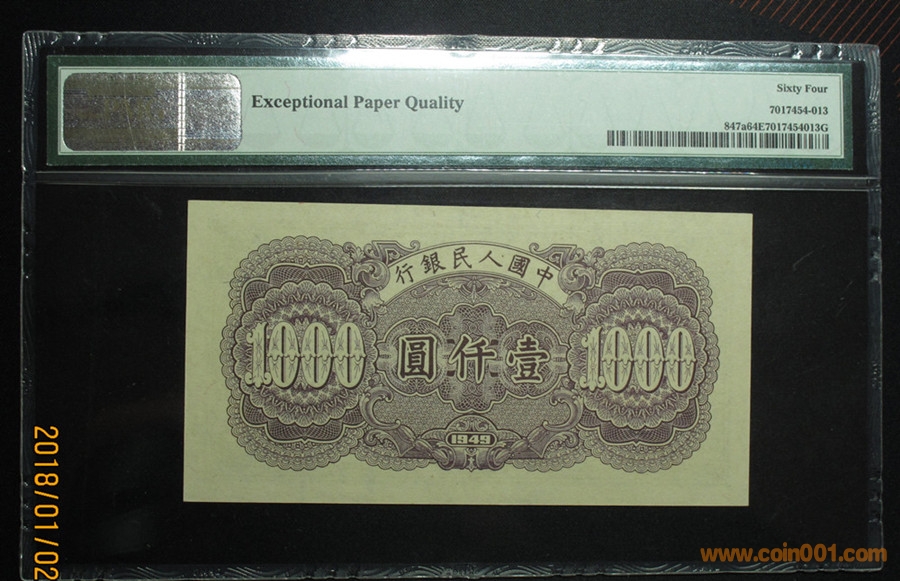 Exceptional Paper Quality
Sixty Four
7017454-013
847a64E7017454013G
行銀民人國中
1000
圓仟壹
1000
1949
2018/01/02
www.coin001.com